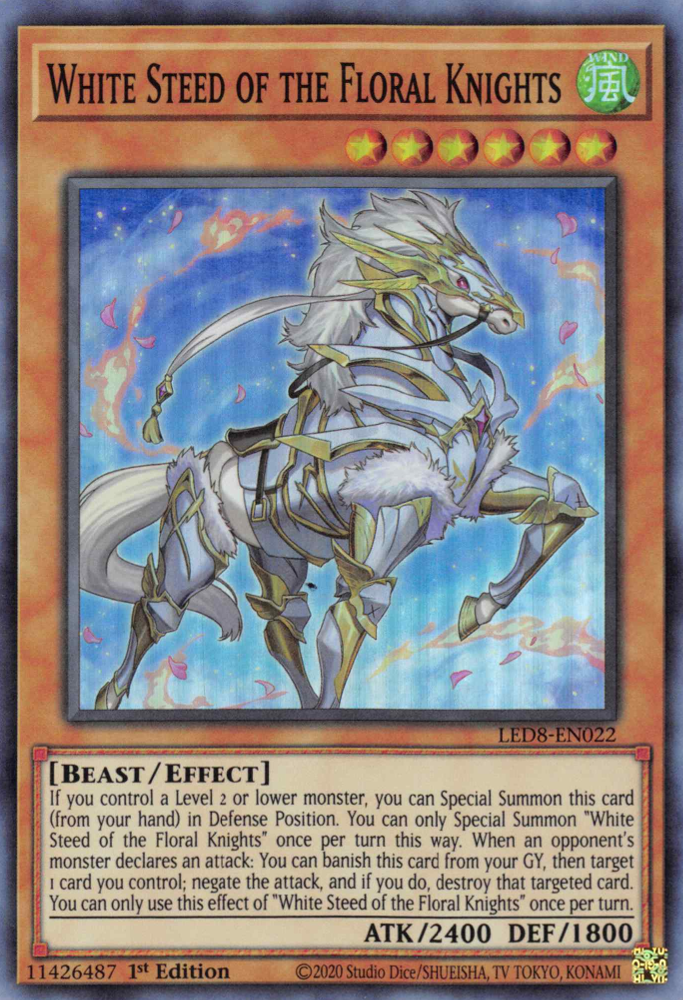 WHITE STEED OF THE FLORAL KNIGHTS
WIND
風
LED8-EN022
[BEAST/EFFECT]
If you control a Level 2 or lower monster, you can Special Summon this card
(from your hand) in Defense Position. You can only Special Summon "White
Steed of the Floral Knights" once per turn this way. When an opponent's
monster declares an attack: You can banish this card from your GY, then target
1 card you control; negate the attack, and if you do, destroy that targeted card.
You can only use this effect of "White Steed of the Floral Knights" once per turn.
ATK/2400 DEF/1800
11426487 1st Edition ©2020 Studio Dice/SHUEISHA, TV TOKYO, KONAMI